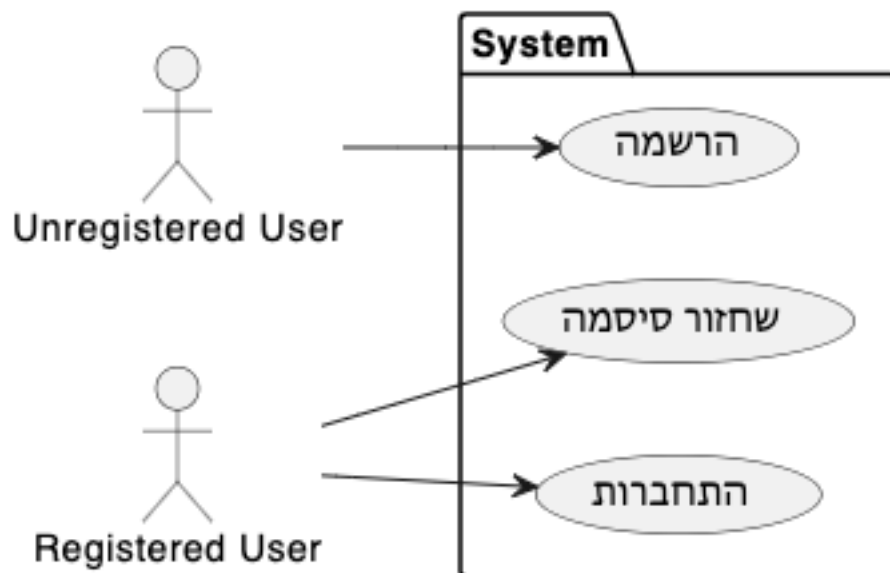 System
הרשמה
Unregistered User
שחזור סיסמה
התחברות
Registered User